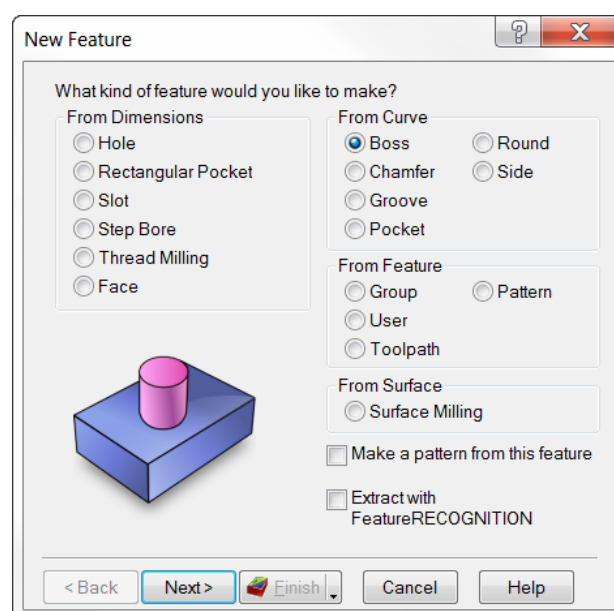 New Feature
What kind of feature would you like to make?
From Dimensions
Hole
Rectangular Pocket
Slot
Step Bore
Thread Milling
Face
From Curve
Boss
Round
Chamfer
Side
Groove
Pocket
From Feature
Group
Pattern
User
Toolpath
From Surface
Surface Milling
Make a pattern from this feature
Extract with
FeatureRECOGNITION
< Back
Next >
Finish
Cancel
Help